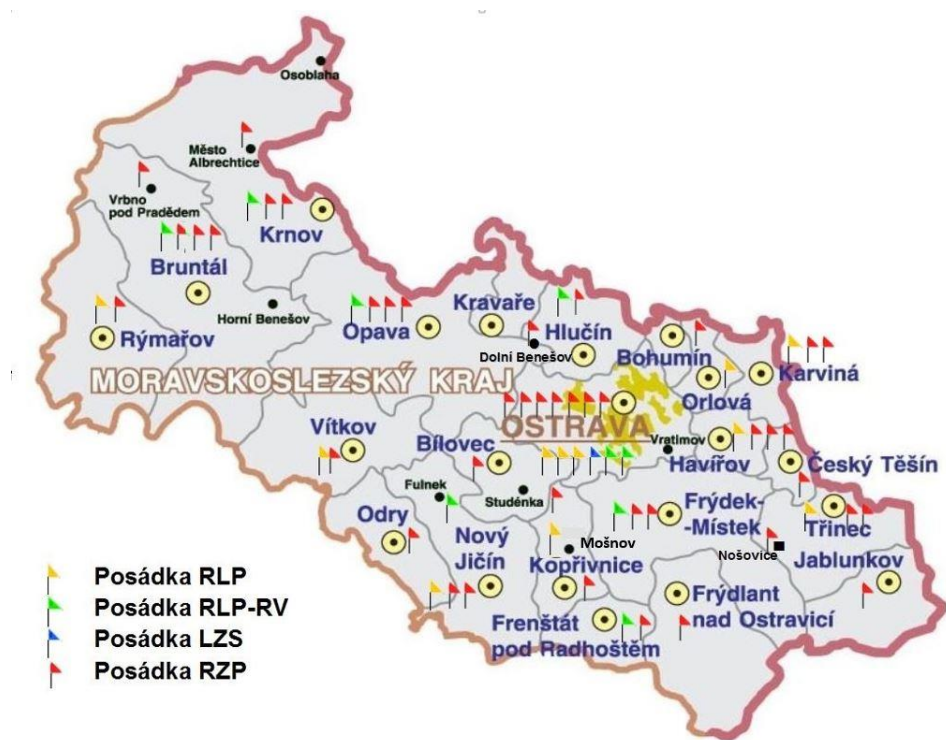 Osoblaha
Město
Albrechtice
Vrbno
pod Pradědem
Krnov
Bruntál
Horní Benešov
Rýmařov
Opava
Kravaře
Hlučín
Dolní Benešov
Bohumín
Karviná
Orlová
MORAVSKOSLEZSKÝ KRAJ
OSTRAVA
Vítkov
Bílovec
Vratimov
Havířov
Český Těšín
Fulnek
Studénka
Odry
Nový
Jičín
Mošnov
Kopřivnice
Frýdek-
-Místek
Třinec
Nošovice
Jablunkov
Frýdlant
nad Ostravicí
Frenštát
pod Radhoštěm
Posádka RLP
Posádka RLP-RV
Posádka LZS
Posádka RZP